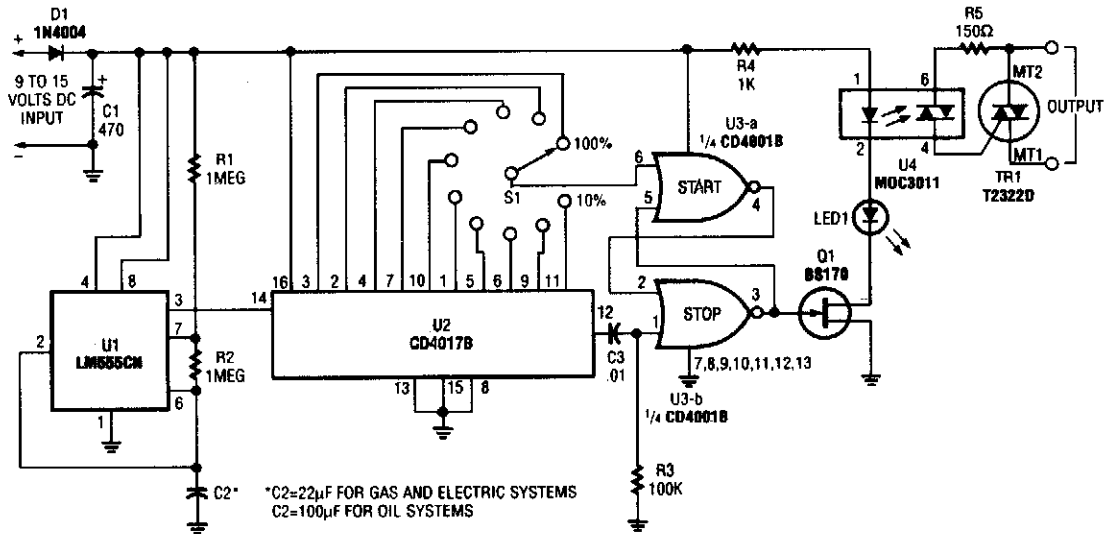 D1
1N4004
+
9 TO 15
VOLTS DC
INPUT
−
+
C1
470
R1
1MEG
4
8
3
7
2
6
1
U1
LM555CN
R2
1MEG
C2*
*C2=22µF FOR GAS AND ELECTRIC SYSTEMS
C2=100µF FOR OIL SYSTEMS
14
16
3
2
4
7
10
1
5
6
9
11
12
U2
CD4017B
13
15
8
100%
S1
10%
C3
.01
R3
100K
R4
1K
U3-a
1/4 CD4001B
6
5
START
4
2
1
STOP
3
7,8,9,10,11,12,13
U3-b
1/4 CD4001B
Q1
BS170
LED1
1
2
6
4
U4
MOC3011
R5
150Ω
MT2
MT1
OUTPUT
TR1
T2322D